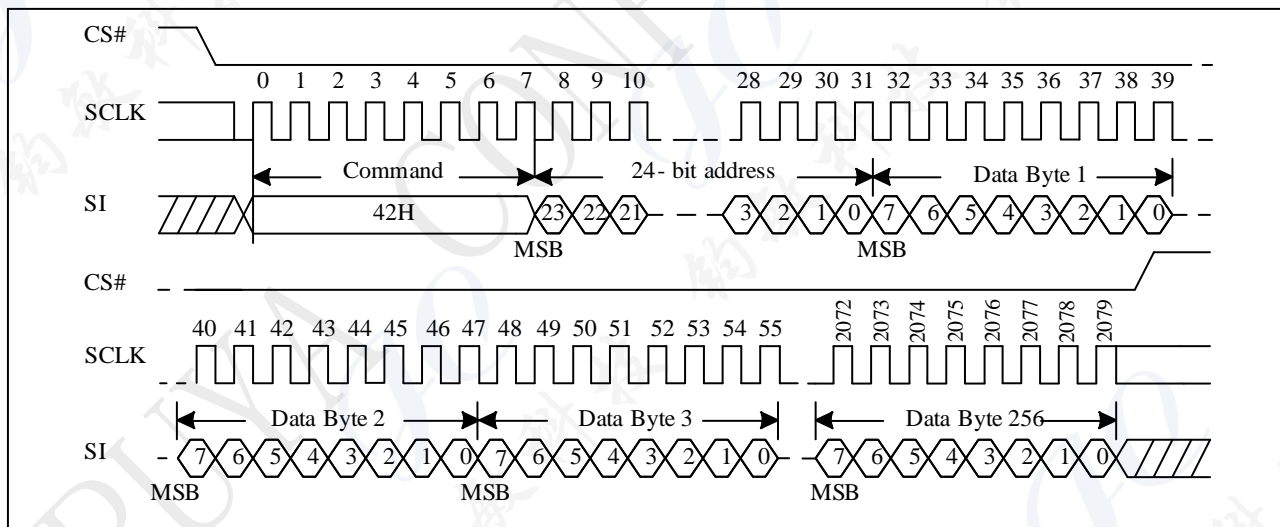 CS#
0 1 2 3 4 5 6 7 8 9 10 28 29 30 31 32 33 34 35 36 37 38 39
SCLK
Command 24- bit address Data Byte 1
SI 42H 23 22 21 3 2 1 0 7 6 5 4 3 2 1 0
MSB MSB
CS#
40 41 42 43 44 45 46 47 48 49 50 51 52 53 54 55 2072 2073 2074 2075 2076 2077 2078 2079
SCLK
Data Byte 2 Data Byte 3 Data Byte 256
SI 7 6 5 4 3 2 1 0 7 6 5 4 3 2 1 0 7 6 5 4 3 2 1 0
MSB MSB MSB
PUYA CONF